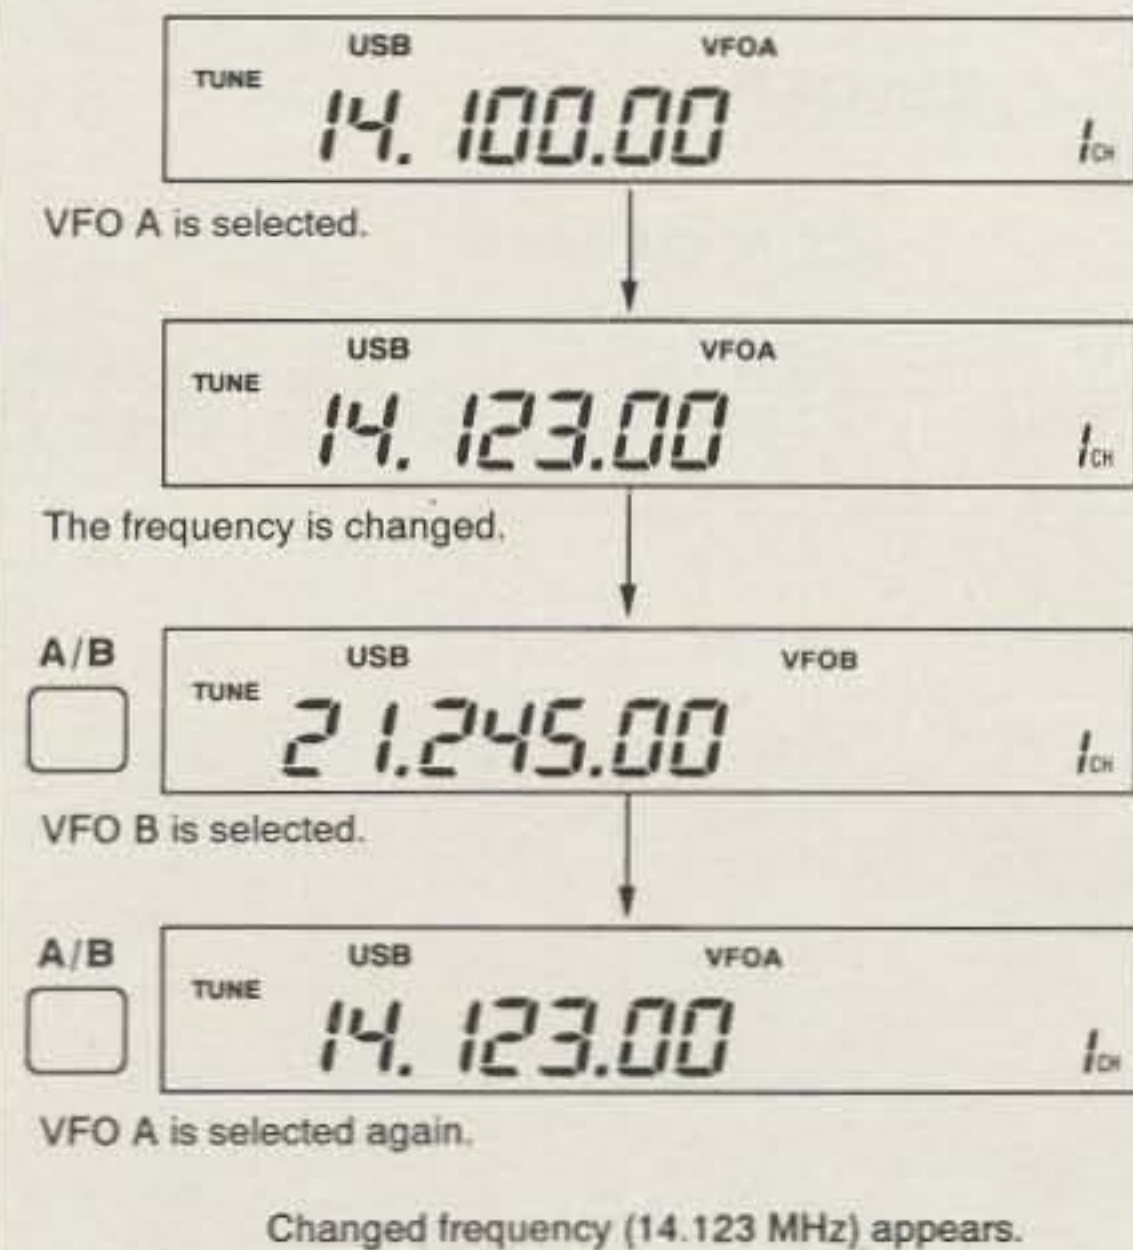 USB VFOA
TUNE
14.100.00
1CH
VFO A is selected.
USB VFOA
TUNE
14.123.00
1CH
The frequency is changed.
A/B
USB VFOB
TUNE
21.245.00
1CH
VFO B is selected.
A/B
USB VFOA
TUNE
14.123.00
1CH
VFO A is selected again.
Changed frequency (14.123 MHz) appears.